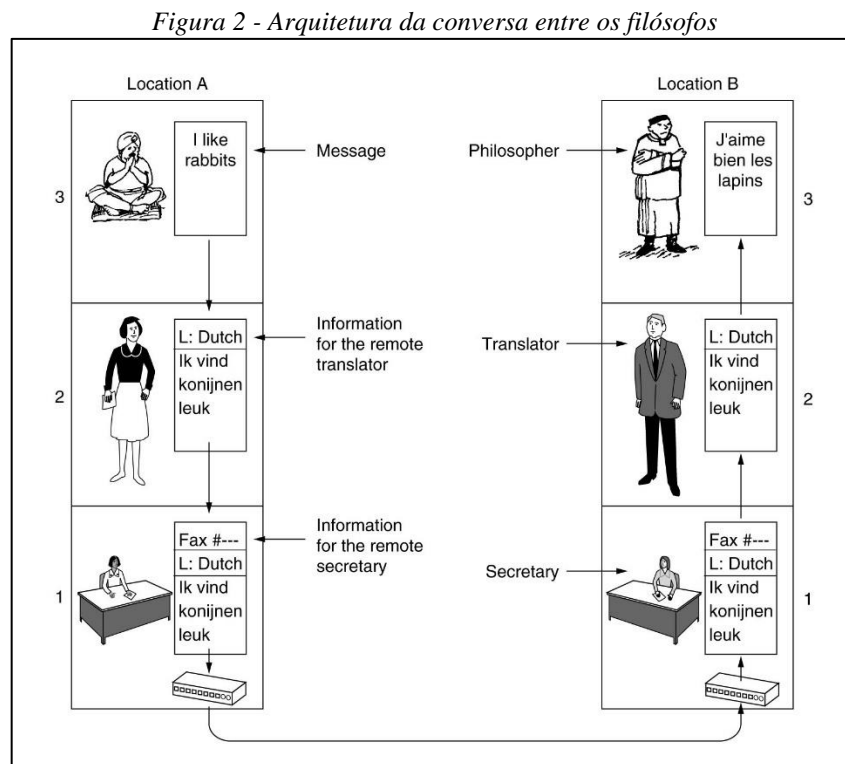 Figura 2 - Arquitetura da conversa entre os filósofos
Location A
Location B
3
I like
rabbits
Message
Philosopher
J'aime
bien les
lapins
3
2
L: Dutch
Ik vind
konijnen
leuk
Information
for the remote
translator
Translator
L: Dutch
Ik vind
konijnen
leuk
2
1
Fax #---
L: Dutch
Ik vind
konijnen
leuk
Information
for the remote
secretary
Secretary
Fax #---
L: Dutch
Ik vind
konijnen
leuk
1